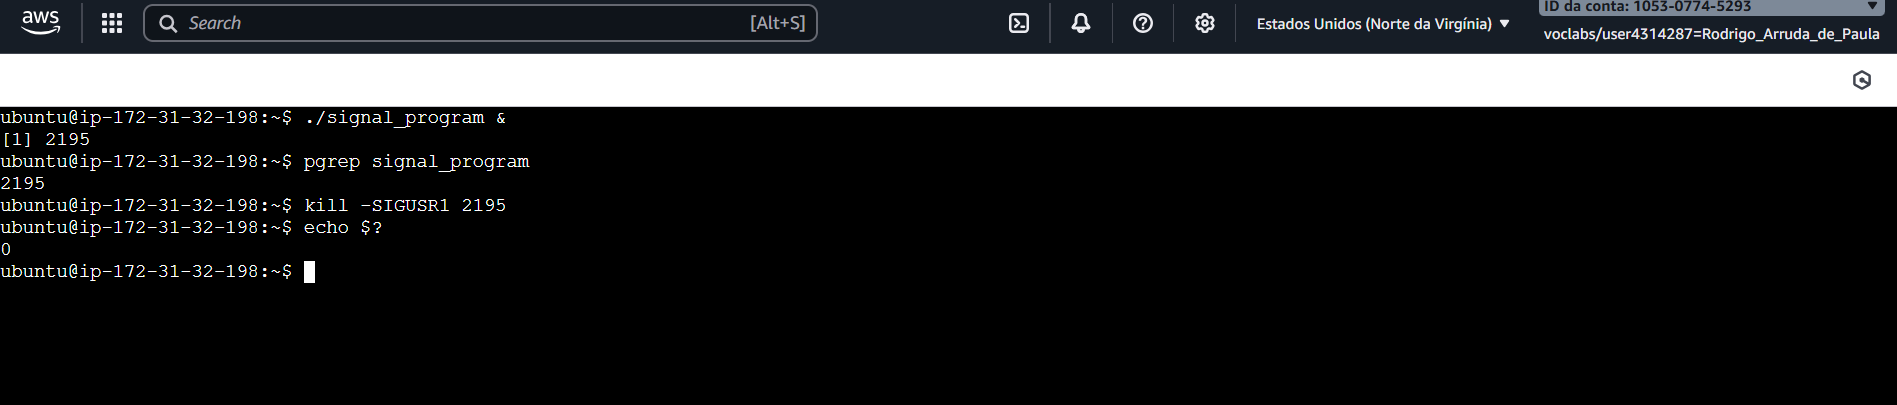 aws
Search
[Alt+S]
Estados Unidos (Norte da Virgínia)
ID da conta: 1053-0774-5293
voclabs/user4314287=Rodrigo_Arruda_de_Paula
ubuntu@ip-172-31-32-198:~$ ./signal_program &
[1] 2195
ubuntu@ip-172-31-32-198:~$ pgrep signal_program
2195
ubuntu@ip-172-31-32-198:~$ kill -SIGUSR1 2195
ubuntu@ip-172-31-32-198:~$ echo $?
0
ubuntu@ip-172-31-32-198:~$